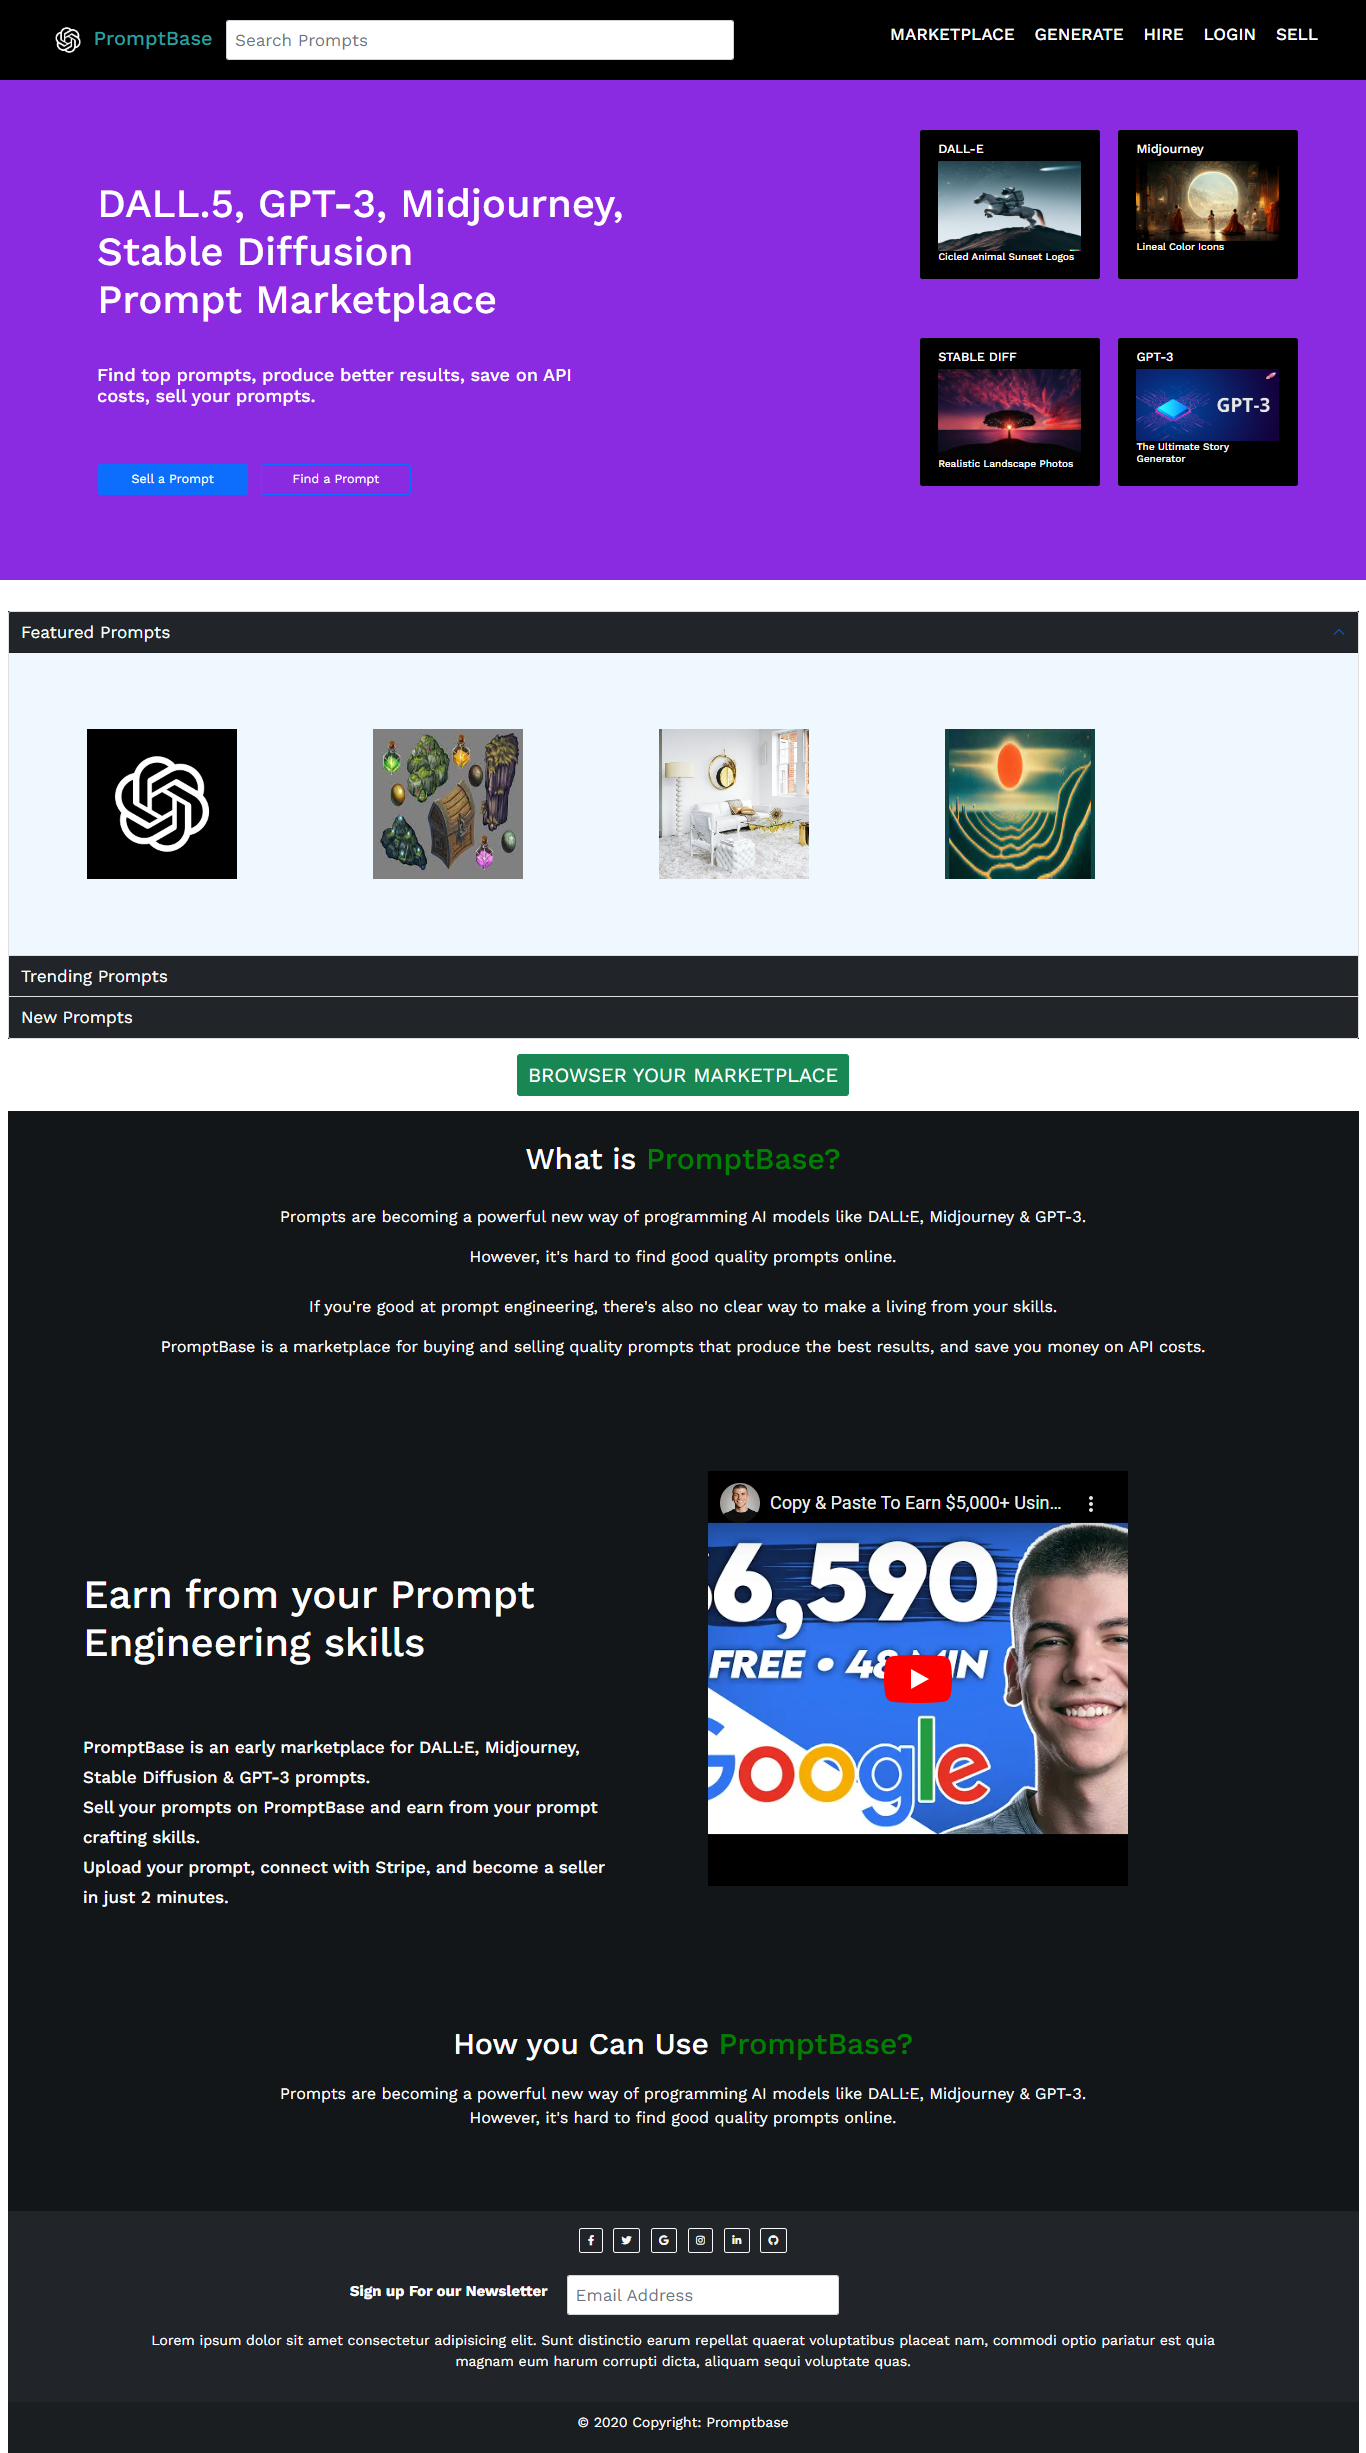 PromptBase
Search Prompts
MARKETPLACE GENERATE HIRE LOGIN SELL
DALL.5, GPT-3, Midjourney,
Stable Diffusion
Prompt Marketplace
Find top prompts, produce better results, save on API
costs, sell your prompts.
Sell a Prompt
Find a Prompt
DALL-E
Cicled Animal Sunset Logos
Midjourney
Lineal Color Icons
STABLE DIFF
Realistic Landscape Photos
GPT-3
GPT-3
The Ultimate Story
Generator
Featured Prompts
Trending Prompts
New Prompts
BROWSER YOUR MARKETPLACE
What is PromptBase?
Prompts are becoming a powerful new way of programming AI models like DALL·E, Midjourney & GPT-3.
However, it's hard to find good quality prompts online.
If you're good at prompt engineering, there's also no clear way to make a living from your skills.
PromptBase is a marketplace for buying and selling quality prompts that produce the best results, and save you money on API costs.
Earn from your Prompt
Engineering skills
PromptBase is an early marketplace for DALL·E, Midjourney,
Stable Diffusion & GPT-3 prompts.
Sell your prompts on PromptBase and earn from your prompt
crafting skills.
Upload your prompt, connect with Stripe, and become a seller
in just 2 minutes.
Copy & Paste To Earn $5,000+ Usin...
$6,590
FREE • 48 MIN
Google
How you Can Use PromptBase?
Prompts are becoming a powerful new way of programming AI models like DALL·E, Midjourney & GPT-3.
However, it's hard to find good quality prompts online.
Sign up For our Newsletter
Email Address
Lorem ipsum dolor sit amet consectetur adipisicing elit. Sunt distinctio earum repellat quaerat voluptatibus placeat nam, commodi optio pariatur est quia
magnam eum harum corrupti dicta, aliquam sequi voluptate quas.
© 2020 Copyright: Promptbase